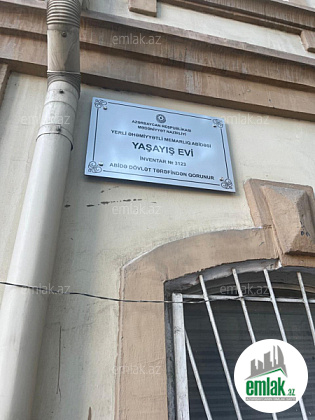 AZƏRBAYCAN RESPUBLİKASI
MƏDƏNİYYƏT NAZİRLİYİ
YERLİ ƏHƏMİYYƏTLİ MEMARLIQ ABİDƏSİ
YAŞAYIŞ EVİ
İNVENTAR № 3123
ABİDƏ DÖVLƏT TƏRƏFİNDƏN QORUNUR
emlak.az